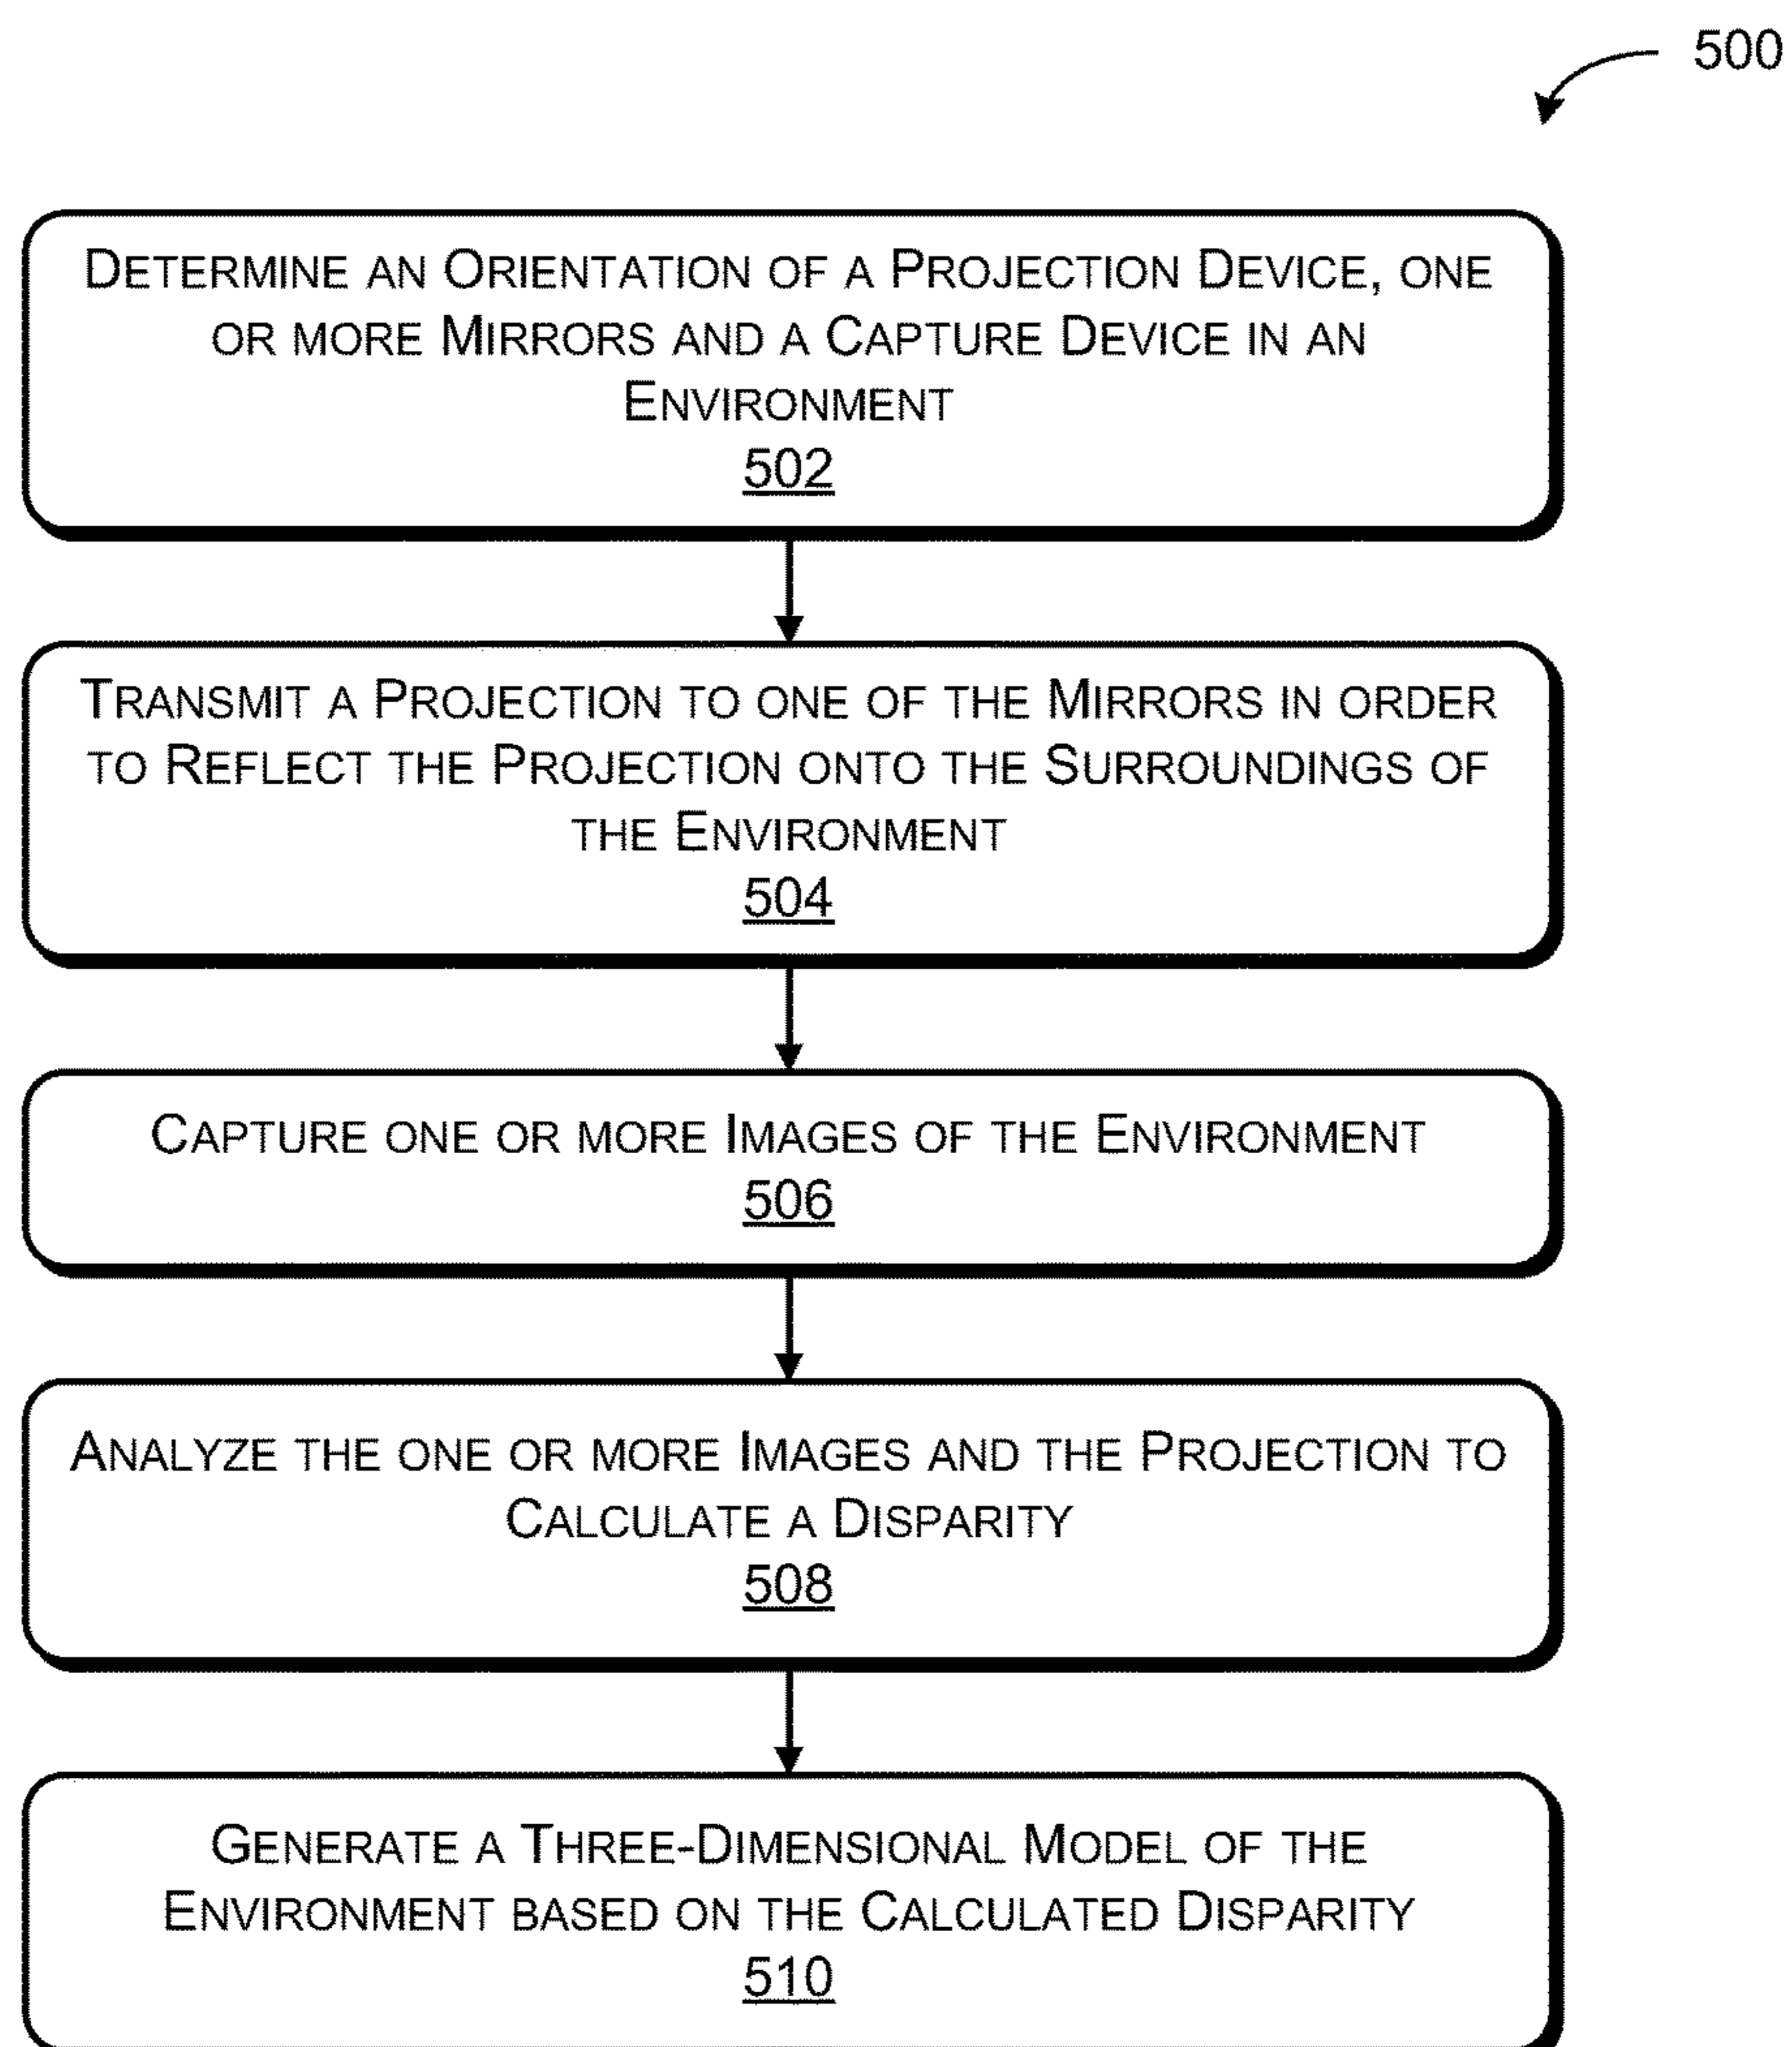 500
DETERMINE AN ORIENTATION OF A PROJECTION DEVICE, ONE
OR MORE MIRRORS AND A CAPTURE DEVICE IN AN
ENVIRONMENT
502
TRANSMIT A PROJECTION TO ONE OF THE MIRRORS IN ORDER
TO REFLECT THE PROJECTION ONTO THE SURROUNDINGS OF
THE ENVIRONMENT
504
CAPTURE ONE OR MORE IMAGES OF THE ENVIRONMENT
506
ANALYZE THE ONE OR MORE IMAGES AND THE PROJECTION TO
CALCULATE A DISPARITY
508
GENERATE A THREE-DIMENSIONAL MODEL OF THE
ENVIRONMENT BASED ON THE CALCULATED DISPARITY
510